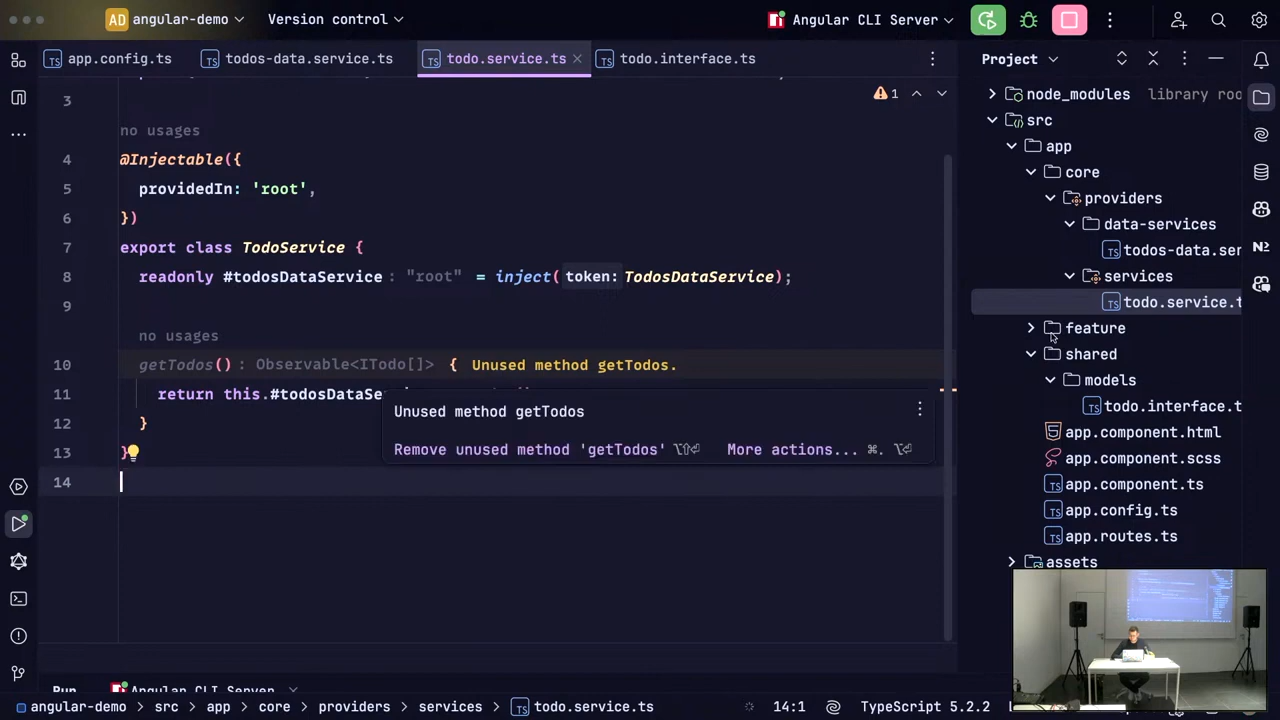 AD angular-demo Version control Angular CLI Server
app.config.ts todos-data.service.ts todo.service.ts todo.interface.ts
3
no usages
4 @Injectable({
5 providedIn: 'root',
6 })
7 export class TodoService {
8 readonly #todosDataService : "root" = inject( token: TodosDataService);
9
no usages
10 getTodos() : Observable<ITodo[]> { Unused method getTodos.
11 return this.#todosDataSe
12 }
13 }
14
Unused method getTodos
Remove unused method 'getTodos' ⌥⇧⏎ More actions... ⌘. ⌥⏎
1
Project
node_modules library roo
src
app
core
providers
data-services
todos-data.ser
services
todo.service.t
feature
shared
models
todo.interface.t
app.component.html
app.component.scss
app.component.ts
app.config.ts
app.routes.ts
assets
N2
Run Angular CLI Server
angular-demo > src > app > core > providers > services > todo.service.ts 14:1 TypeScript 5.2.2